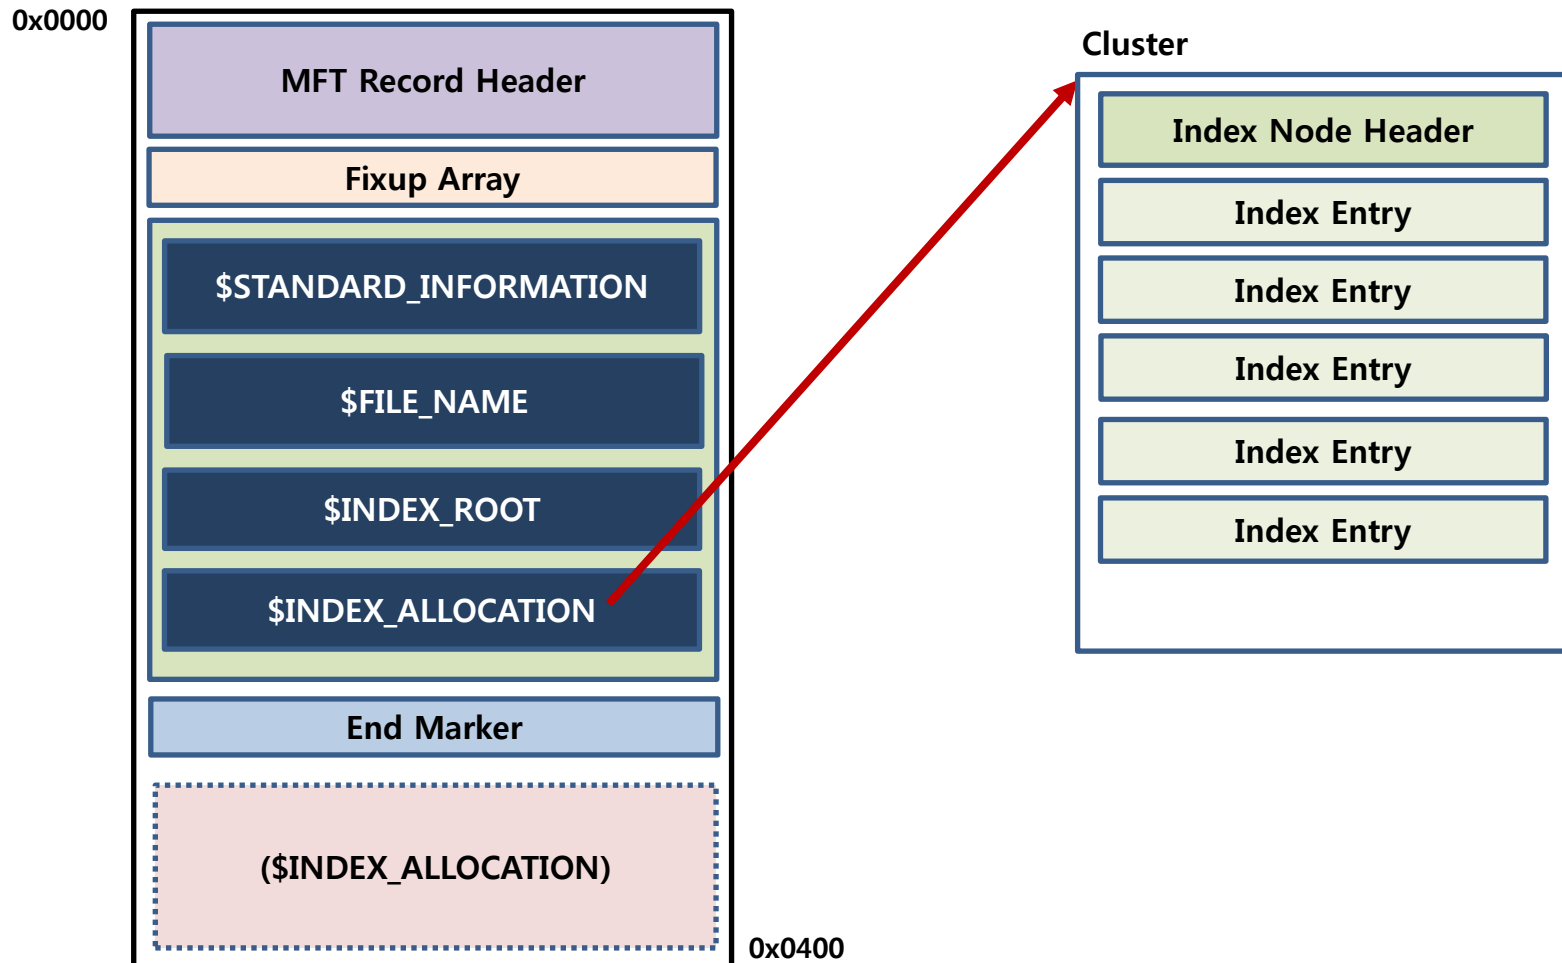 0x0000
MFT Record Header
Fixup Array
$STANDARD_INFORMATION
$FILE_NAME
$INDEX_ROOT
$INDEX_ALLOCATION
End Marker
($INDEX_ALLOCATION)
0x0400
Cluster
Index Node Header
Index Entry
Index Entry
Index Entry
Index Entry
Index Entry